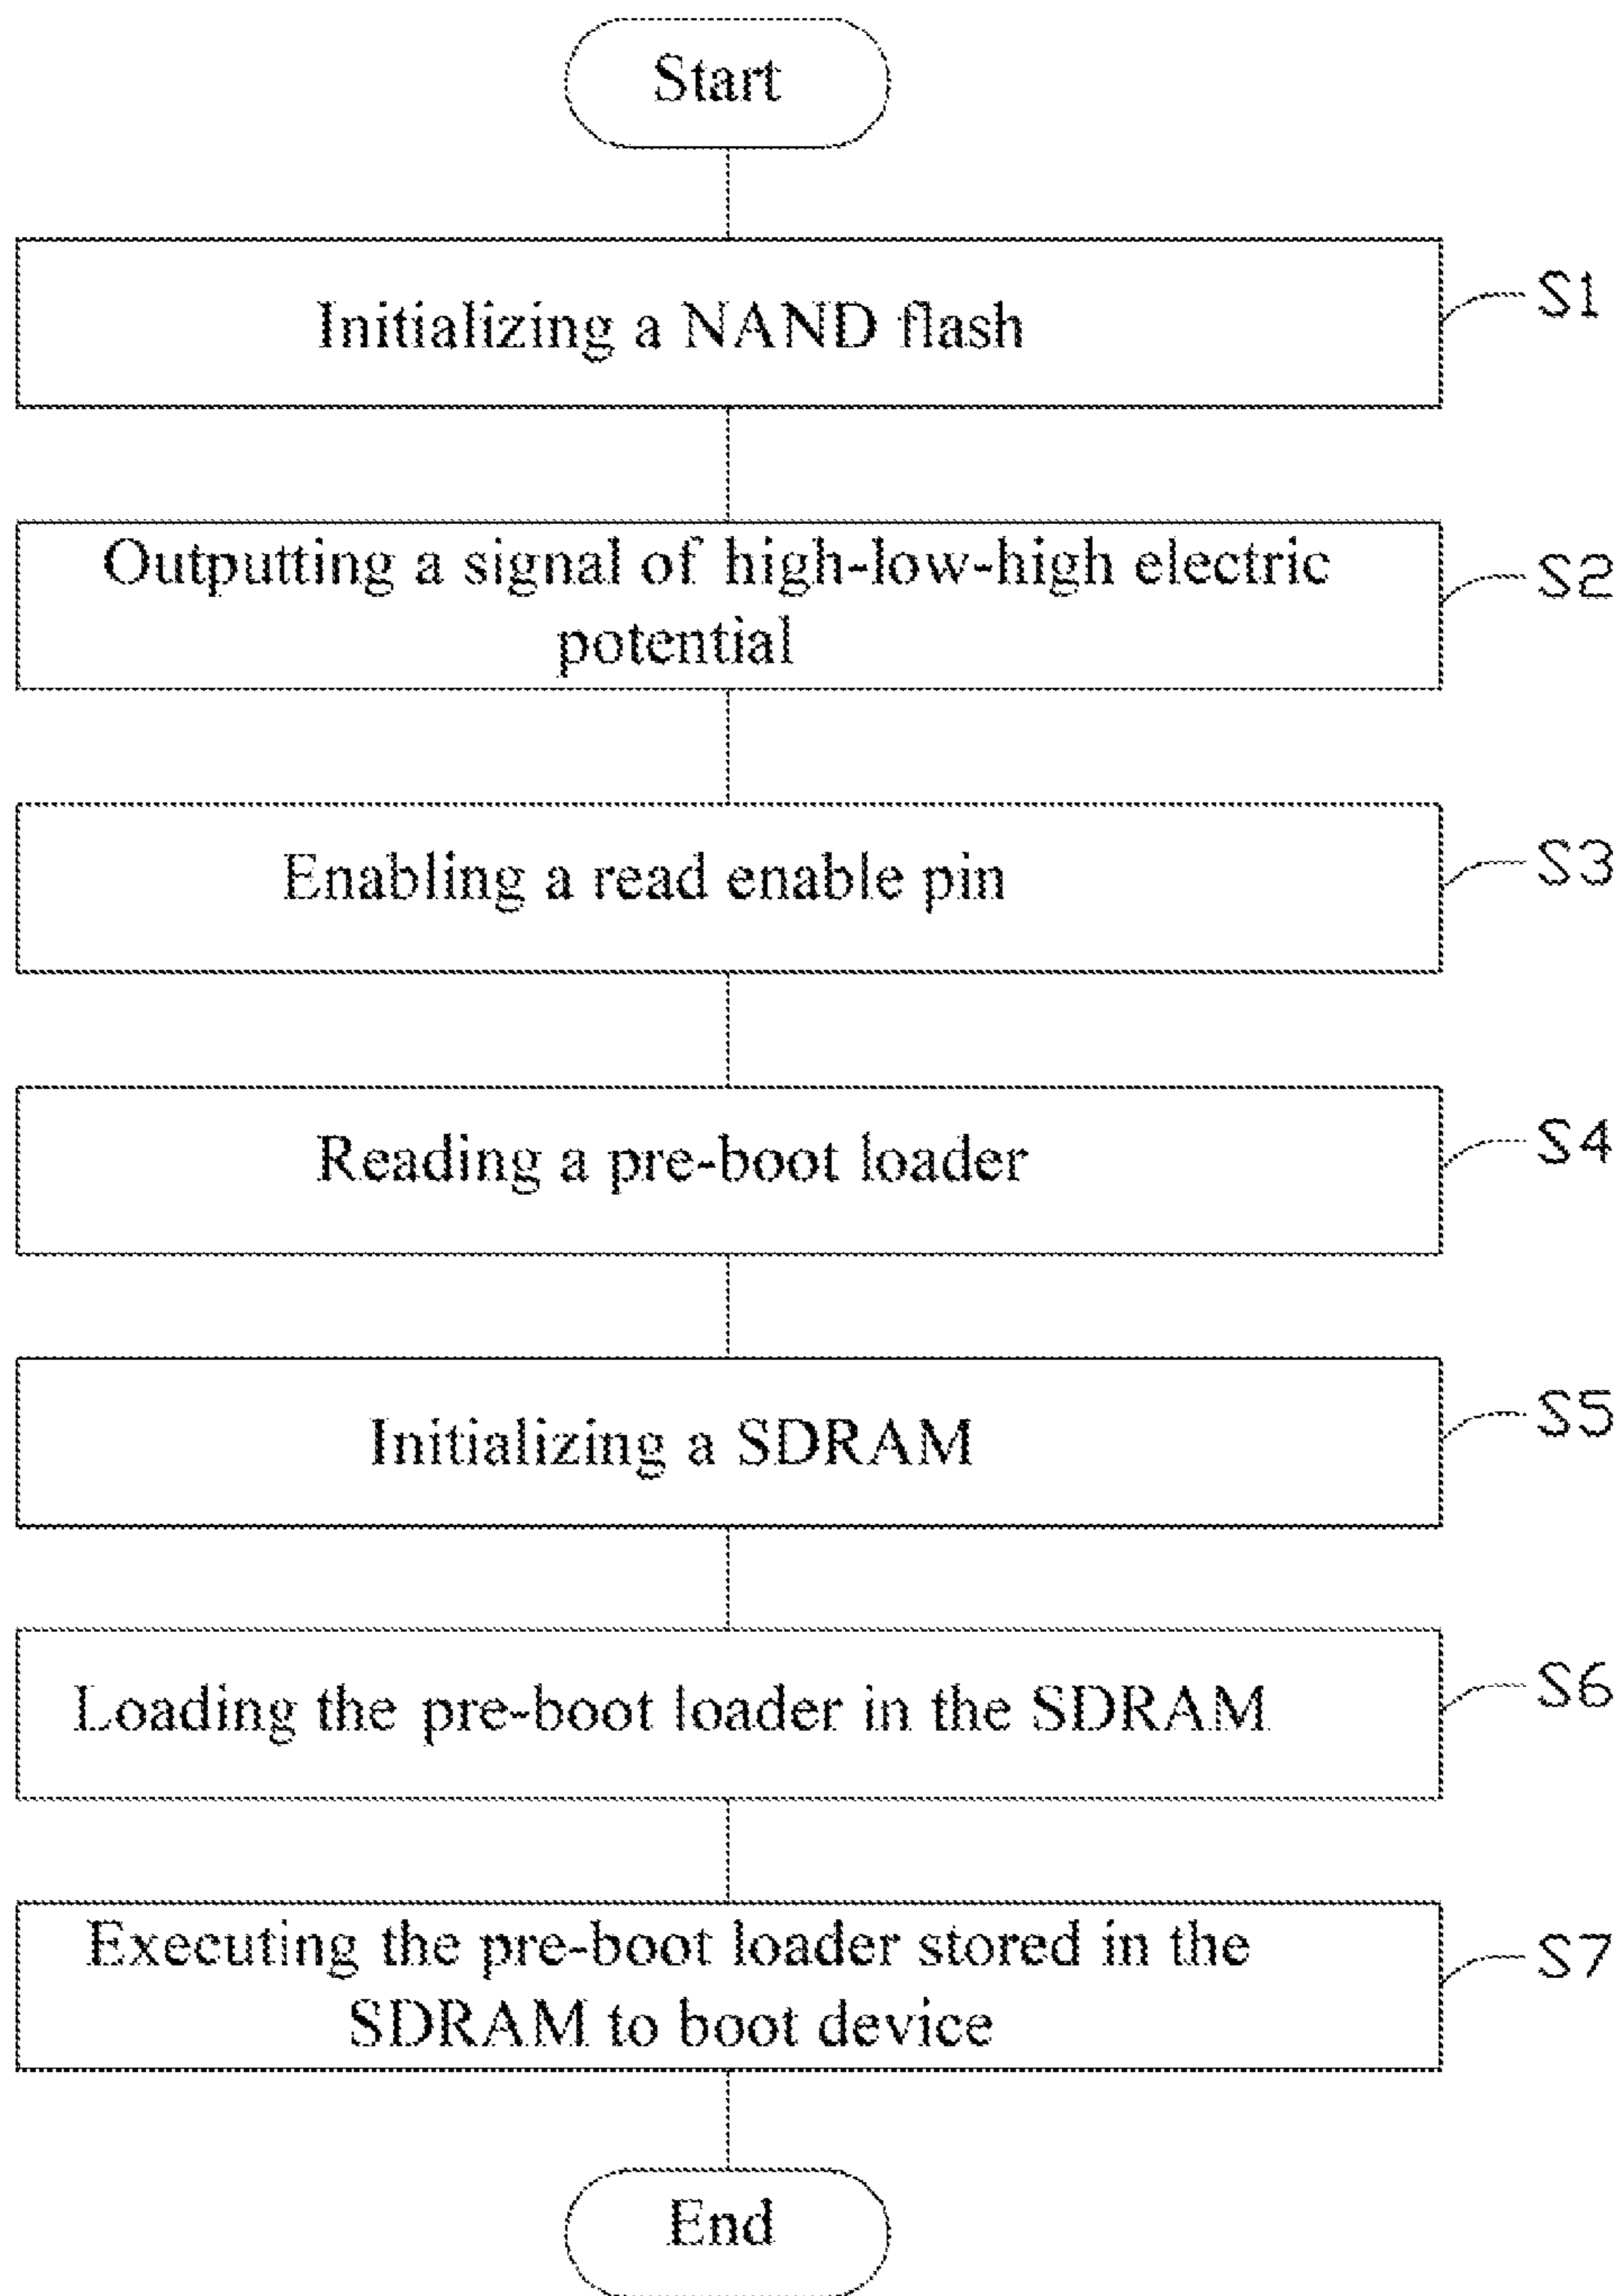 Start
Initializing a NAND flash
S1
Outputting a signal of high-low-high electric
potential
S2
Enabling a read enable pin
S3
Reading a pre-boot loader
S4
Initializing a SDRAM
S5
Loading the pre-boot loader in the SDRAM
S6
Executing the pre-boot loader stored in the
SDRAM to boot device
S7
End